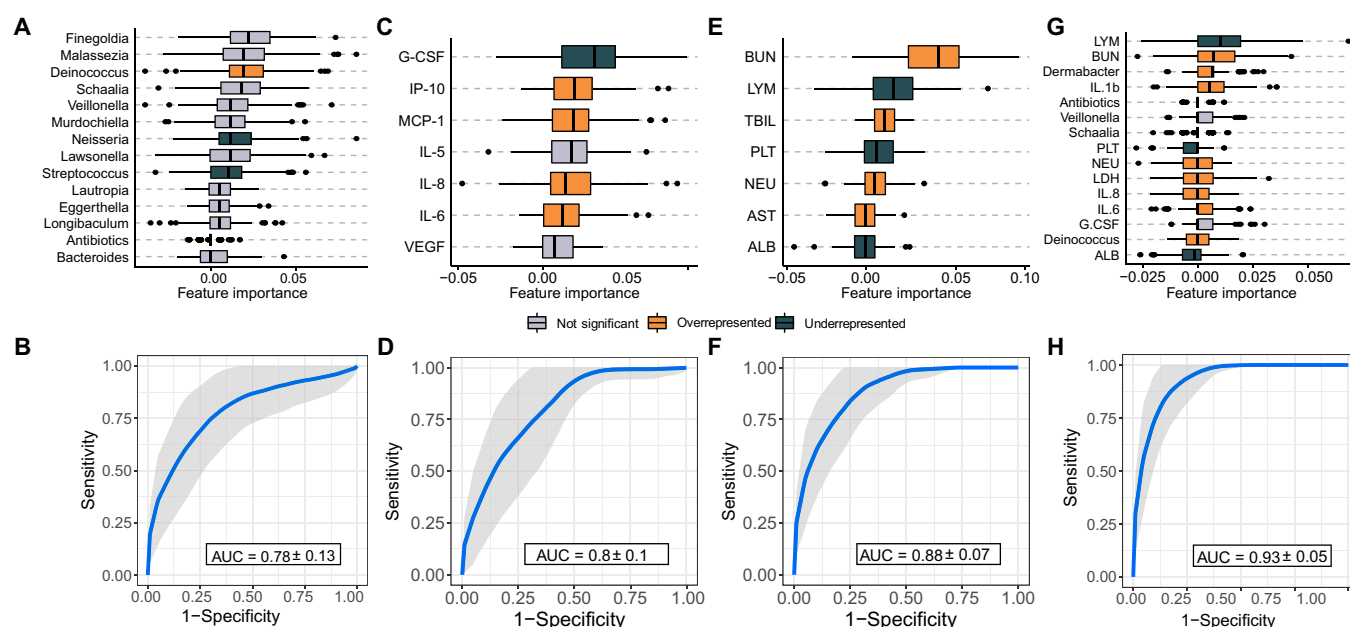 A
Finegoldia
Malassezia
Deinococcus
Schaalia
Veillonella
Murdochiella
Neisseria
Lawsonella
Streptococcus
Lautropia
Eggerthella
Longibaculum
Antibiotics
Bacteroides
0.00
0.05
Feature importance
C
G-CSF
IP-10
MCP-1
IL-5
IL-8
IL-6
VEGF
−0.05
0.00
0.05
Feature importance
E
BUN
LYM
TBIL
PLT
NEU
AST
ALB
−0.05
0.00
0.05
0.10
Feature importance
G
LYM
BUN
Dermabacter
IL.1b
Antibiotics
Veillonella
Schaalia
PLT
NEU
LDH
IL.8
IL.6
G.CSF
Deinococcus
ALB
−0.025
0.000
0.025
0.050
Feature importance
Not significant Overrepresented Underrepresented
B
1.00
0.75
0.50
0.25
0.00
Sensitivity
AUC = 0.78 ± 0.13
0.00 0.25 0.50 0.75 1.00
1−Specificity
D
1.00
0.75
0.50
0.25
0.00
Sensitivity
AUC = 0.8 ± 0.1
0.00 0.25 0.50 0.75 1.00
1−Specificity
F
1.00
0.75
0.50
0.25
0.00
Sensitivity
AUC = 0.88 ± 0.07
0.00 0.25 0.50 0.75 1.00
1−Specificity
H
1.00
0.75
0.50
0.25
0.00
Sensitivity
AUC = 0.93 ± 0.05
0.00 0.25 0.50 0.75 1.00
1−Specificity